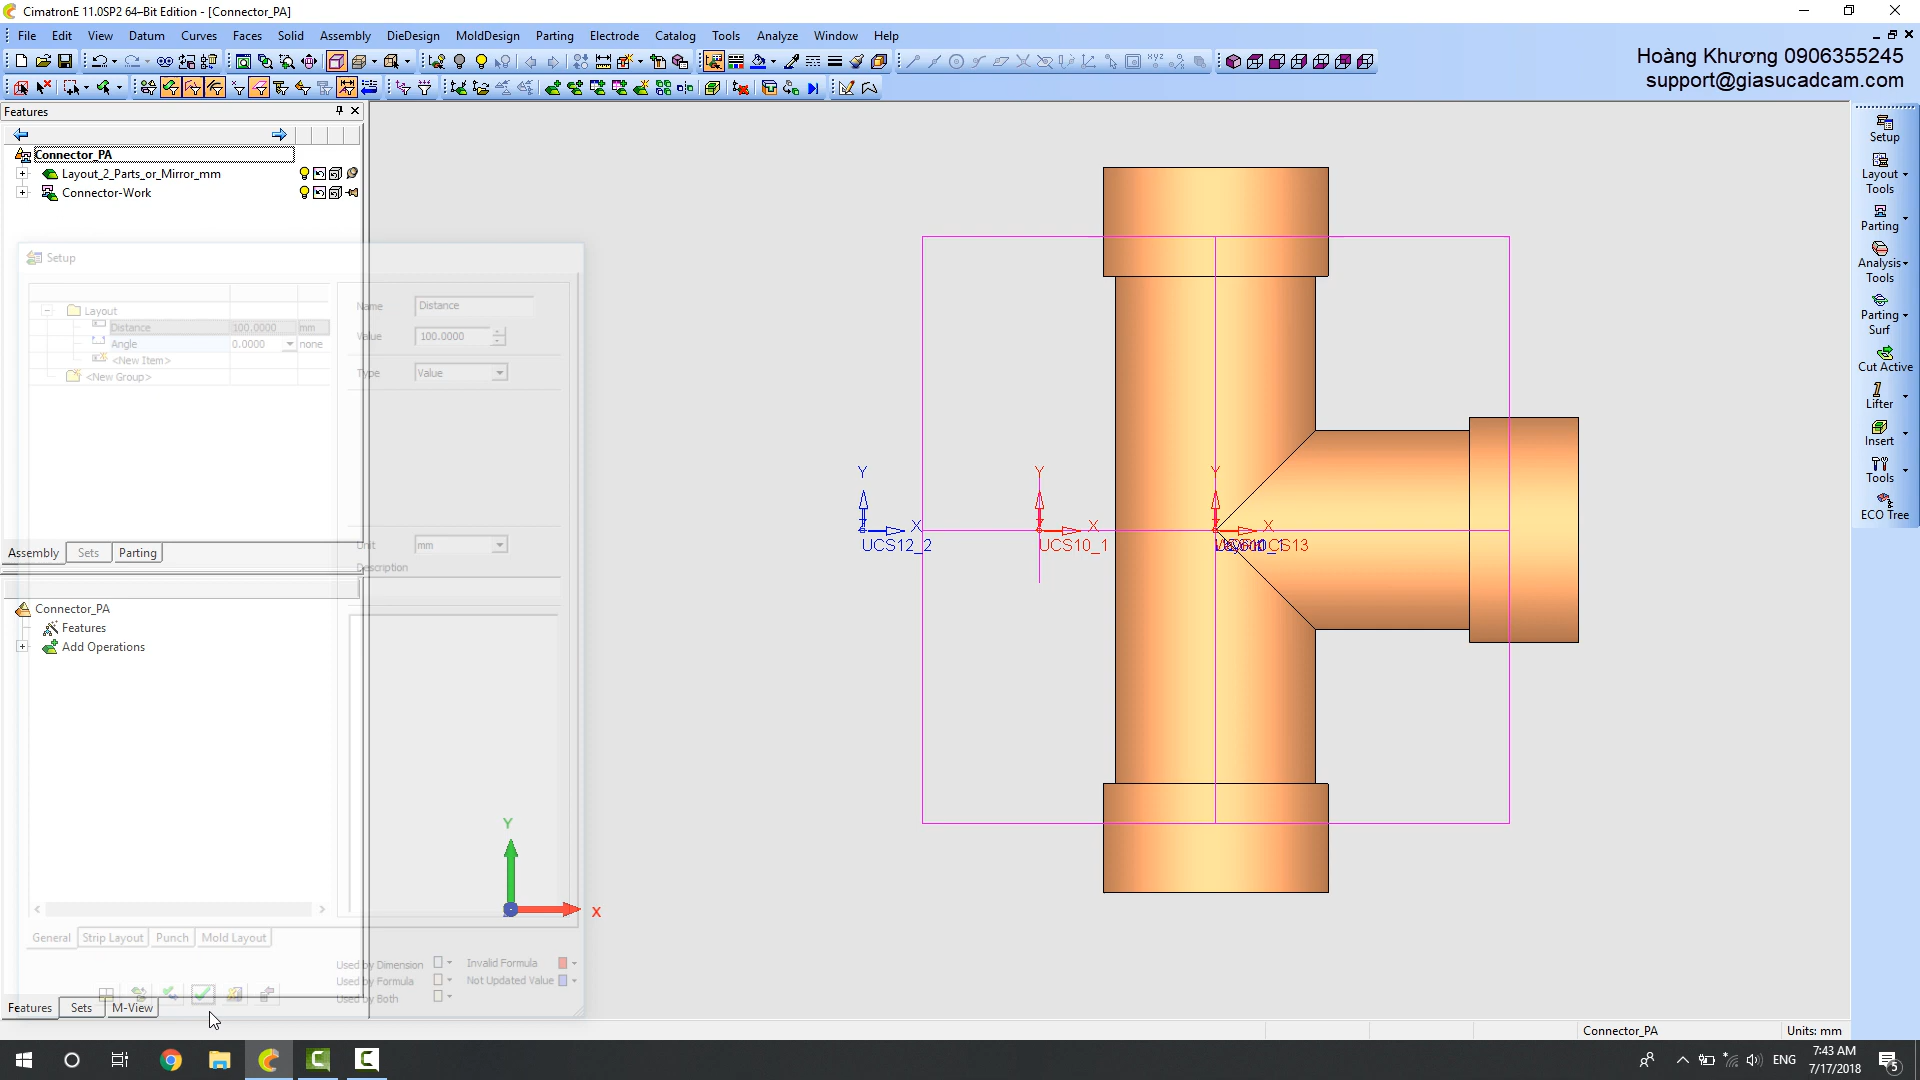 CimatronE 11.0SP2 64–Bit Edition - [Connector_PA]
File Edit View Datum Curves Faces Solid Assembly DieDesign MoldDesign Parting Electrode Catalog Tools Analyze Window Help
Hoàng Khương 0906355245
support@giasucadcam.com
Features
Connector_PA
Layout_2_Parts_or_Mirror_mm
Connector-Work
Setup
Layout
Distance 100.0000 mm
Angle 0.0000 none
<New Item>
<New Group>
Name Distance
Value 100.0000
Type Value
Unit mm
Description
Assembly Sets Parting
Connector_PA
Features
Add Operations
General Strip Layout Punch Mold Layout
Used by Dimension Invalid Formula
Used by Formula Not Updated Value
Used by Both
Features Sets M-View
Y
X
Y
X
UCS12_2
Y
X
UCS10_1
Y
X
Setup
Layout
Tools
Parting
Analysis
Tools
Parting
Surf
Cut Active
Lifter
Insert
Tools
ECO Tree
Connector_PA Units: mm
ENG
7:43 AM
7/17/2018
5